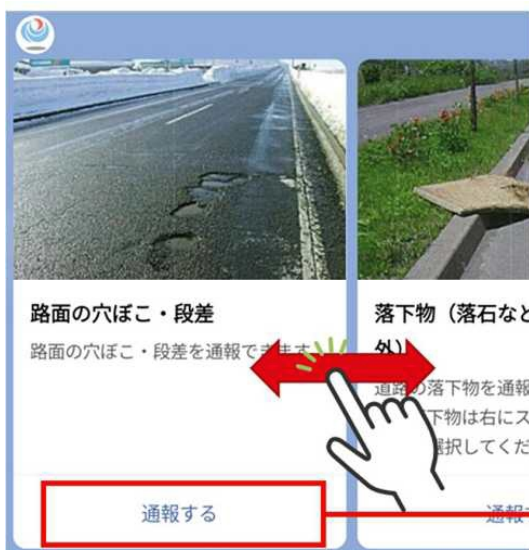 路面の穴ぼこ・段差
路面の穴ぼこ・段差を通報でき
通報する
落下物（落石など
外）
道路の落下物を通報
下物は右にス
選択してくだ
通報